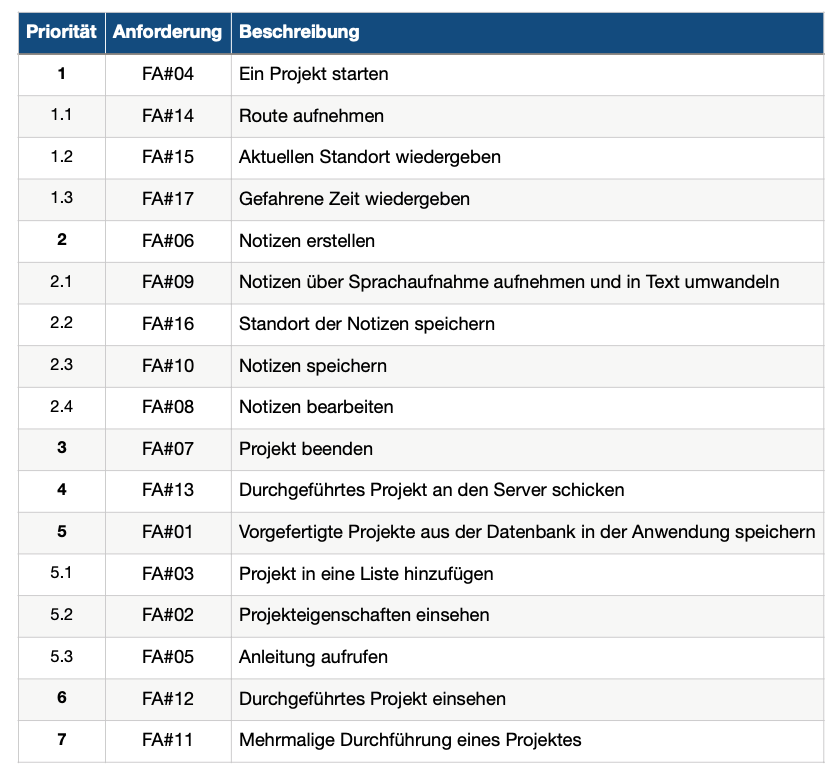 Priorität Anforderung Beschreibung
1 FA#04 Ein Projekt starten
1.1 FA#14 Route aufnehmen
1.2 FA#15 Aktuellen Standort wiedergeben
1.3 FA#17 Gefahrene Zeit wiedergeben
2 FA#06 Notizen erstellen
2.1 FA#09 Notizen über Sprachaufnahme aufnehmen und in Text umwandeln
2.2 FA#16 Standort der Notizen speichern
2.3 FA#10 Notizen speichern
2.4 FA#08 Notizen bearbeiten
3 FA#07 Projekt beenden
4 FA#13 Durchgeführtes Projekt an den Server schicken
5 FA#01 Vorgefertigte Projekte aus der Datenbank in der Anwendung speichern
5.1 FA#03 Projekt in eine Liste hinzufügen
5.2 FA#02 Projekteigenschaften einsehen
5.3 FA#05 Anleitung aufrufen
6 FA#12 Durchgeführtes Projekt einsehen
7 FA#11 Mehrmalige Durchführung eines Projektes